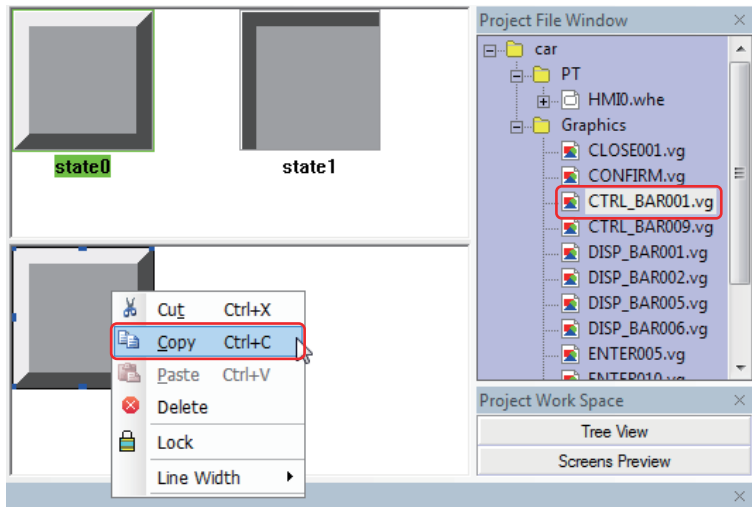 state0
state1
Cut Ctrl+X
Copy Ctrl+C
Paste Ctrl+V
Delete
Lock
Line Width
Project File Window
car
PT
HMI0.whe
Graphics
CLOSE001.vg
CONFIRM.vg
CTRL_BAR001.vg
CTRL_BAR009.vg
DISP_BAR001.vg
DISP_BAR002.vg
DISP_BAR005.vg
DISP_BAR006.vg
ENTER005.vg
ENTER010.vg
Project Work Space
Tree View
Screens Preview